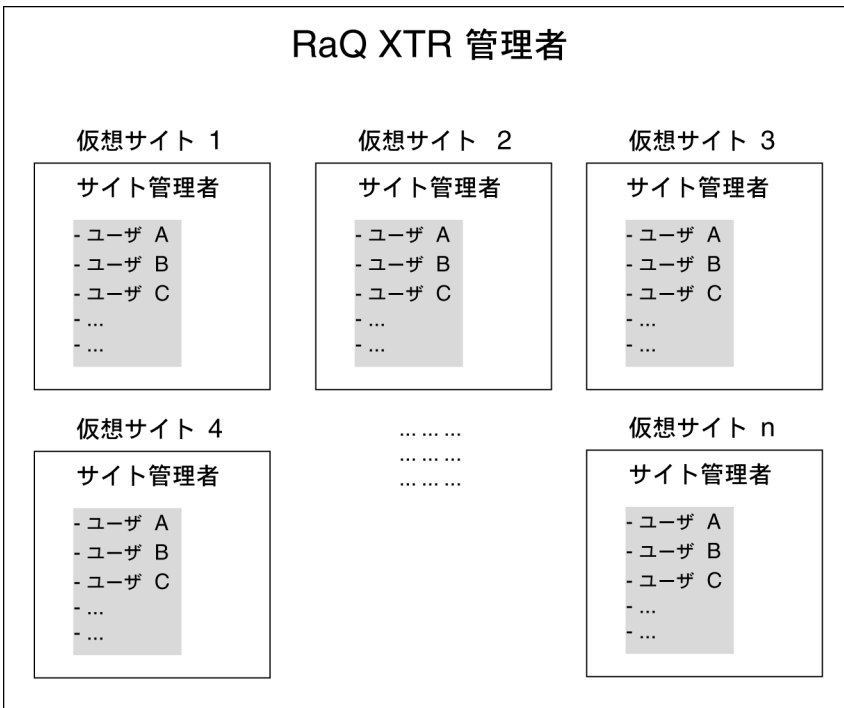 RaQ XTR 管理者
仮想サイト 1
サイト管理者
- ユーザ A
- ユーザ B
- ユーザ C
- ...
- ...
仮想サイト 2
サイト管理者
- ユーザ A
- ユーザ B
- ユーザ C
- ...
- ...
仮想サイト 3
サイト管理者
- ユーザ A
- ユーザ B
- ユーザ C
- ...
- ...
仮想サイト 4
サイト管理者
- ユーザ A
- ユーザ B
- ユーザ C
- ...
- ...
... ... ...
... ... ...
... ... ...
仮想サイト n
サイト管理者
- ユーザ A
- ユーザ B
- ユーザ C
- ...
- ...